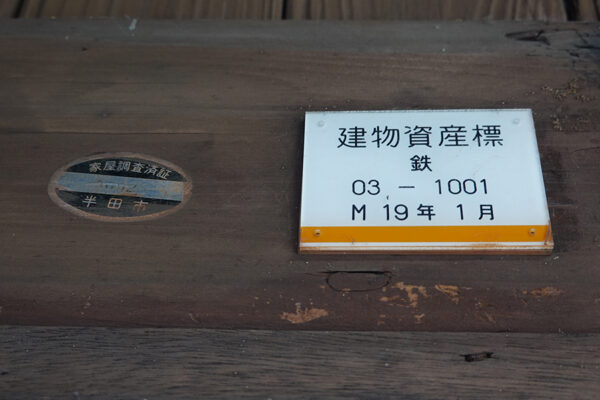 家屋調査済証
半田市
建物資産標
鉄
03 － 1001
M 19年 1月